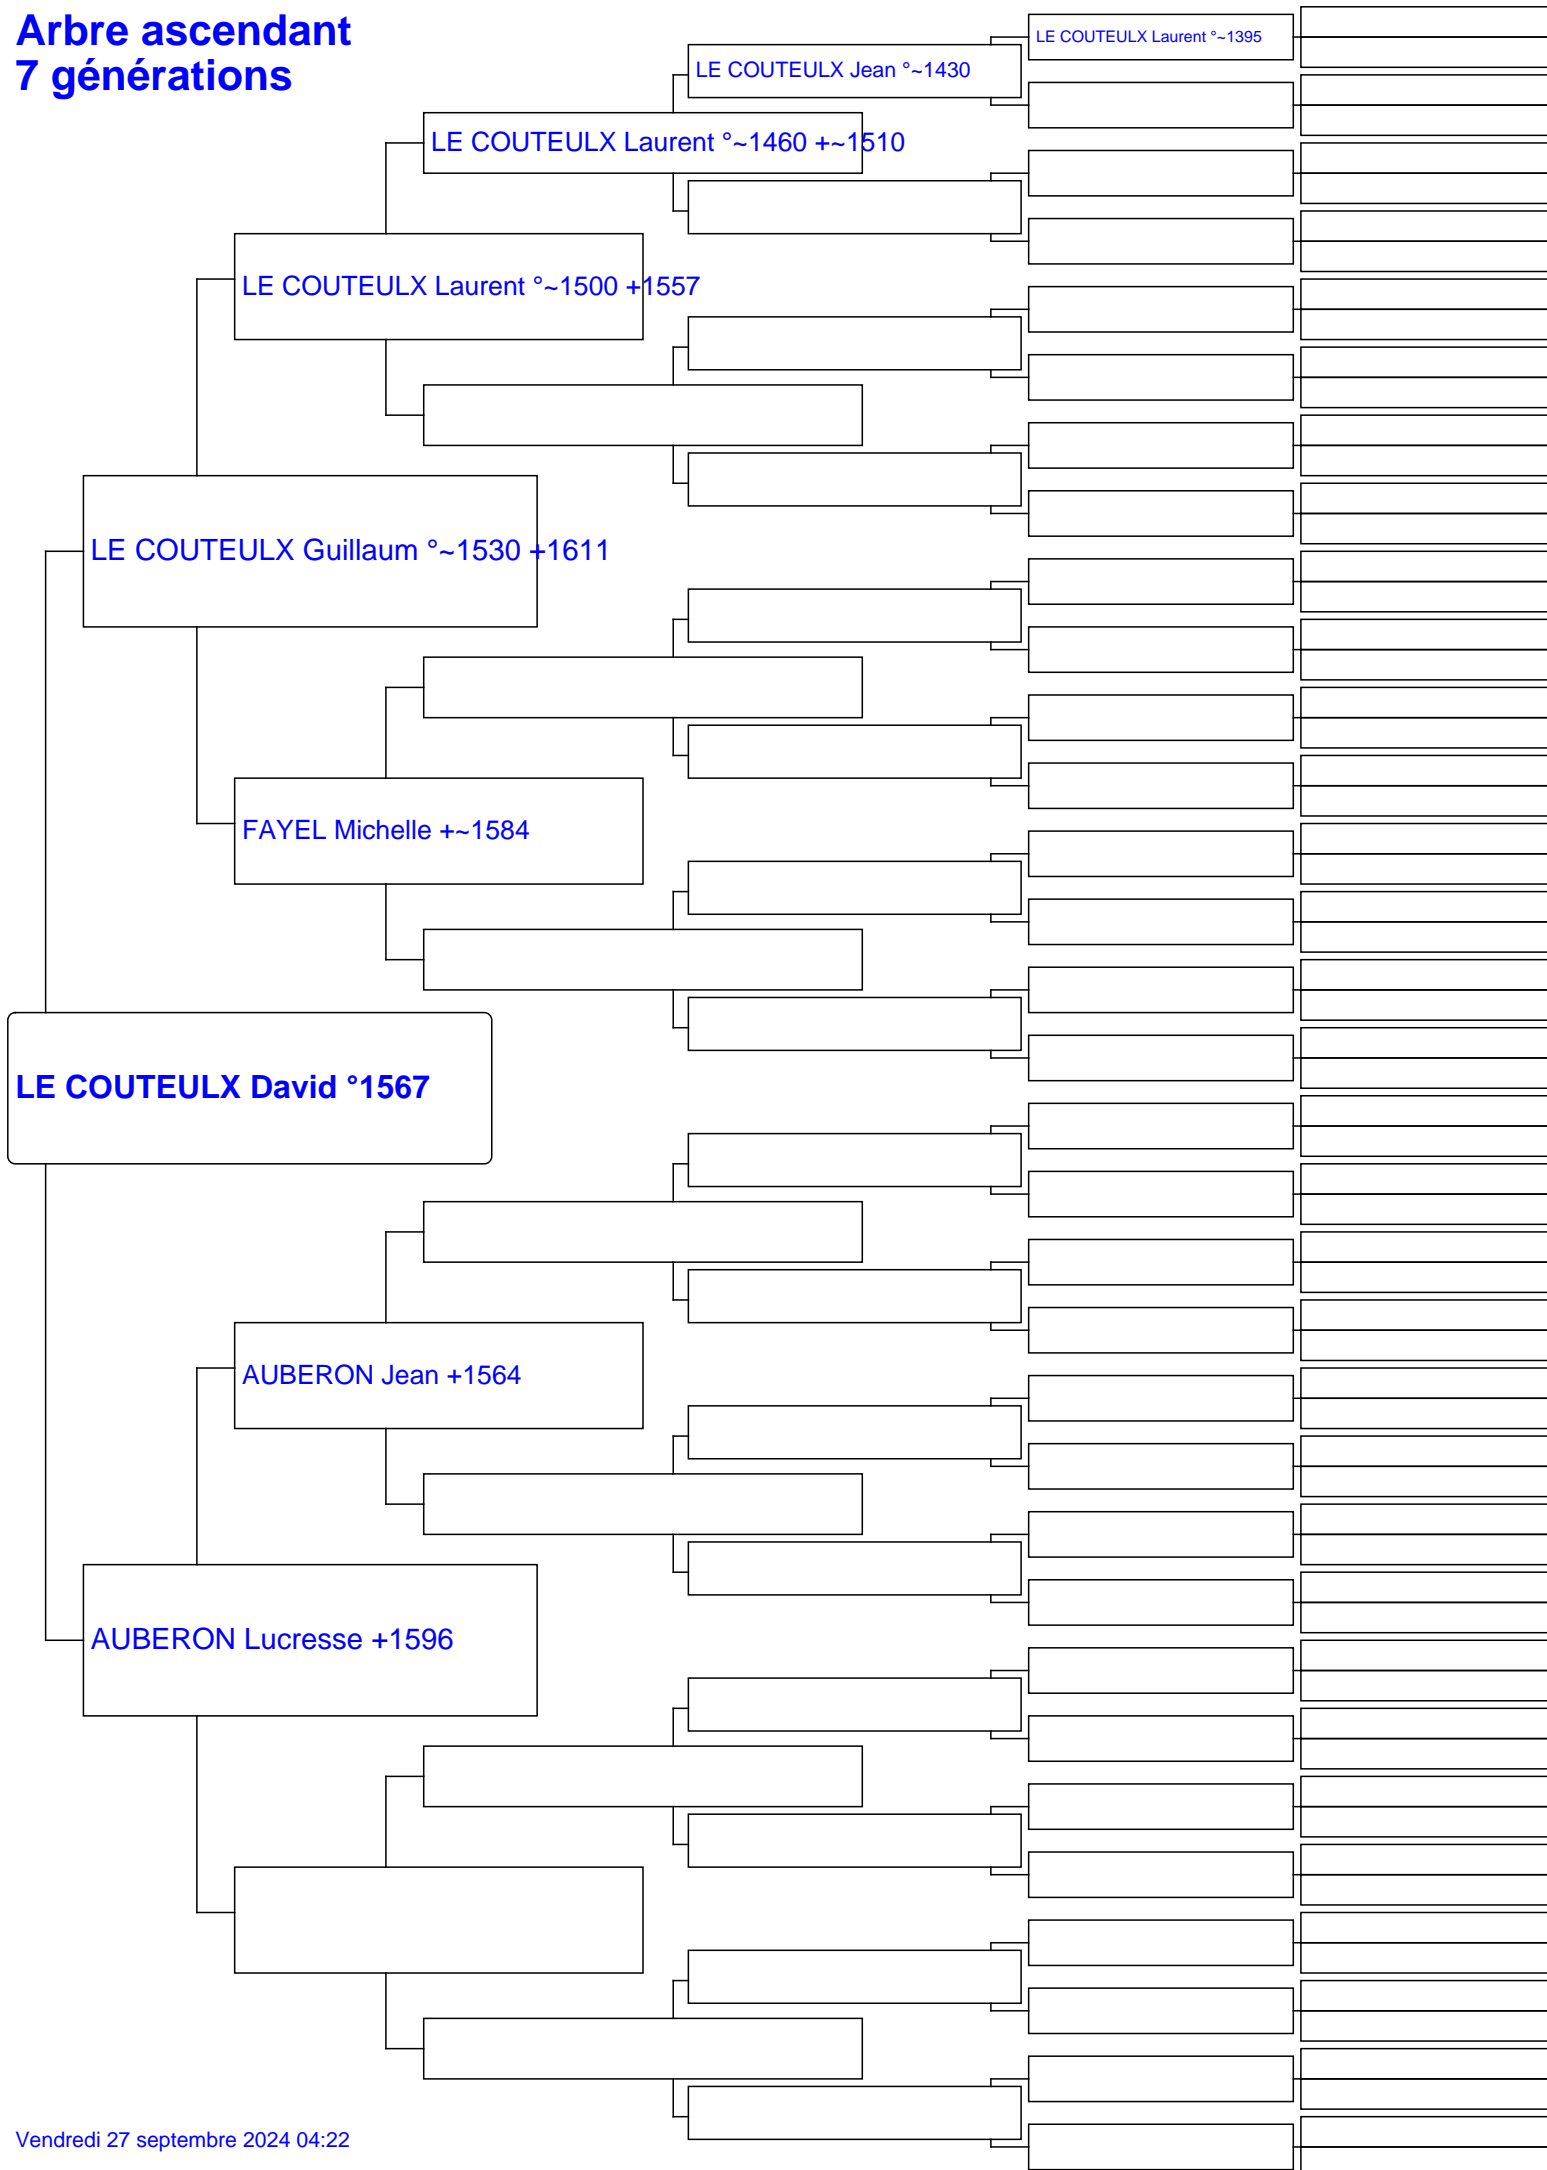 Arbre ascendant
7 générations
LE COUTEULX Laurent °~1395
LE COUTEULX Jean °~1430
LE COUTEULX Laurent °~1460 +~1510
LE COUTEULX Laurent °~1500 +1557
LE COUTEULX Guillaum °~1530 +1611
FAYEL Michelle +~1584
LE COUTEULX David °1567
AUBERON Jean +1564
AUBERON Lucresse +1596
Vendredi 27 septembre 2024 04:22